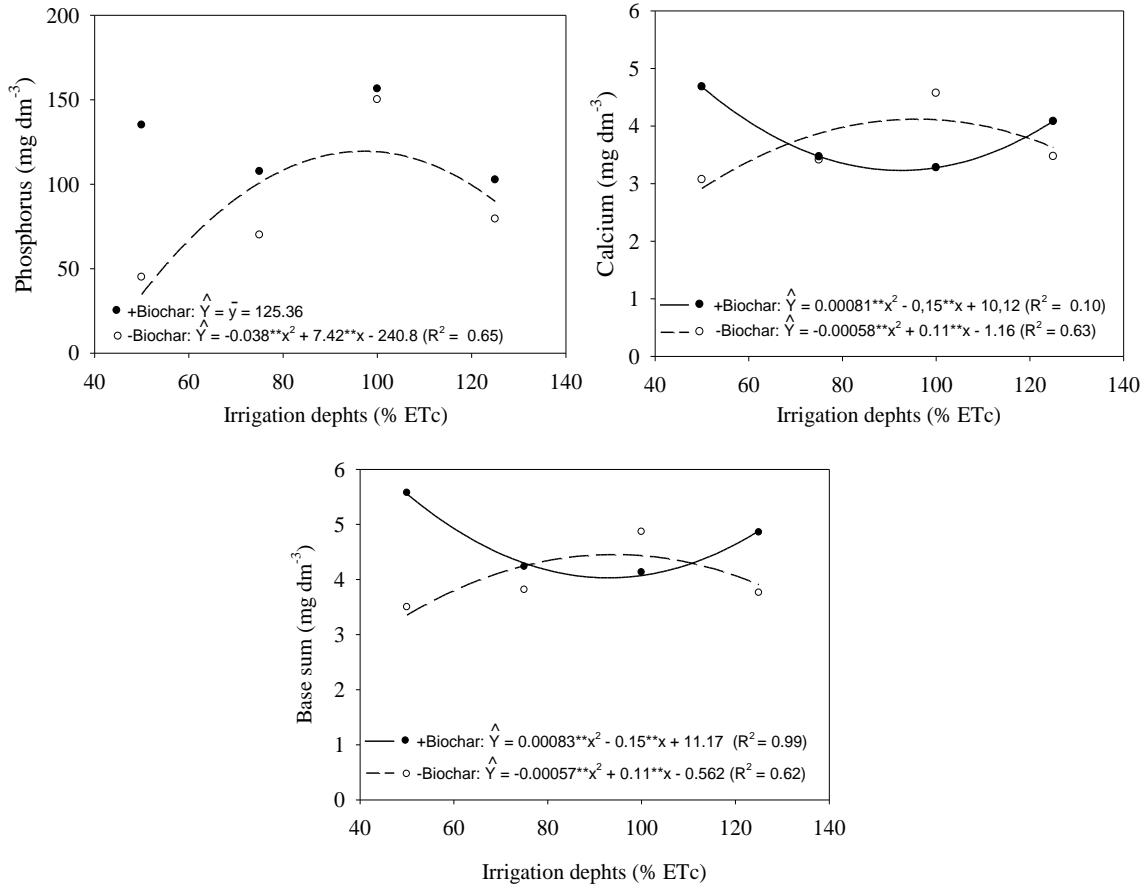 Phosphorus (mg dm⁻³)
200
150
100
50
0
+Biochar: Ŷ = ȳ = 125.36
-Biochar: Ŷ = -0.038**x² + 7.42**x - 240.8 (R² = 0.65)
40 60 80 100 120 140
Irrigation dephts (% ETc)
Calcium (mg dm⁻³)
6
5
4
3
2
1
0
+Biochar: Ŷ = 0.00081**x² - 0,15**x + 10,12 (R² = 0.10)
-Biochar: Ŷ = -0.00058**x² + 0.11**x - 1.16 (R² = 0.63)
40 60 80 100 120 140
Irrigation dephts (% ETc)
Base sum (mg dm⁻³)
6
5
4
3
2
1
0
+Biochar: Ŷ = 0.00083**x² - 0.15**x + 11.17 (R² = 0.99)
-Biochar: Ŷ = -0.00057**x² + 0.11**x - 0.562 (R² = 0.62)
40 60 80 100 120 140
Irrigation dephts (% ETc)